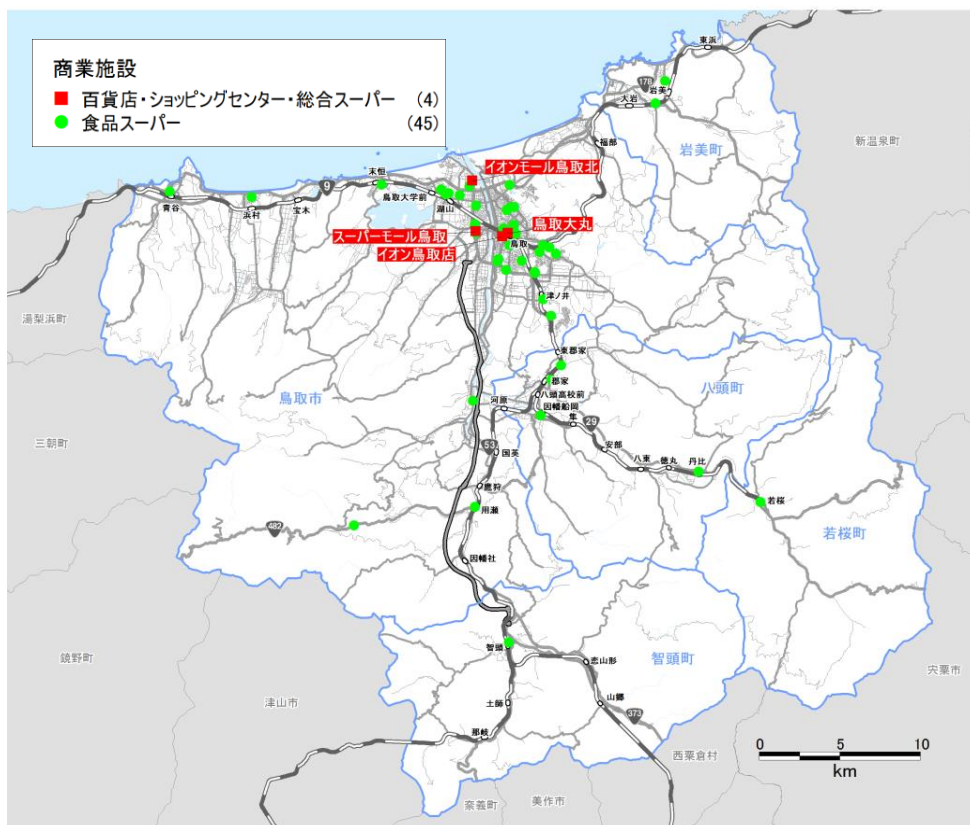 商業施設
百貨店・ショッピングセンター・総合スーパー (4)
食品スーパー (45)
東浜
178
岩美
大岩
福部
岩美町
新温泉町
イオンモール鳥取北
末恒
9
鳥取大学前
湖山
青谷
浜村
宝木
鳥取大丸
スーパーモール鳥取
イオン鳥取店
鳥取
津ノ井
湯梨浜町
東郡家
郡家
八頭高校前
八頭町
鳥取市
河原
因幡船岡
隼
29
三朝町
53
国英
安部
八東
徳丸
丹比
鷹狩
用瀬
若桜
482
若桜町
因幡社
智頭
恋山形
智頭町
鏡野町
宍粟市
津山市
土師
山郷
373
那岐
西粟倉村
0 5 10
km
美作市
奈義町